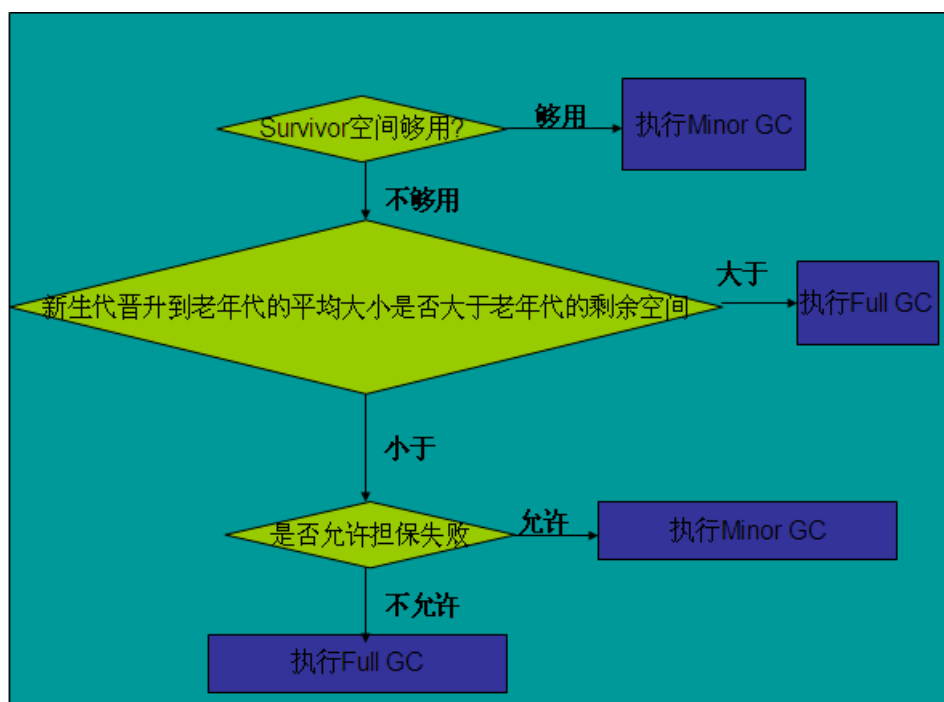 Survivor空间够用?
够用
执行Minor GC
不够用
新生代晋升到老年代的平均大小是否大于老年代的剩余空间
大于
执行Full GC
小于
是否允许担保失败
允许
执行Minor GC
不允许
执行Full GC